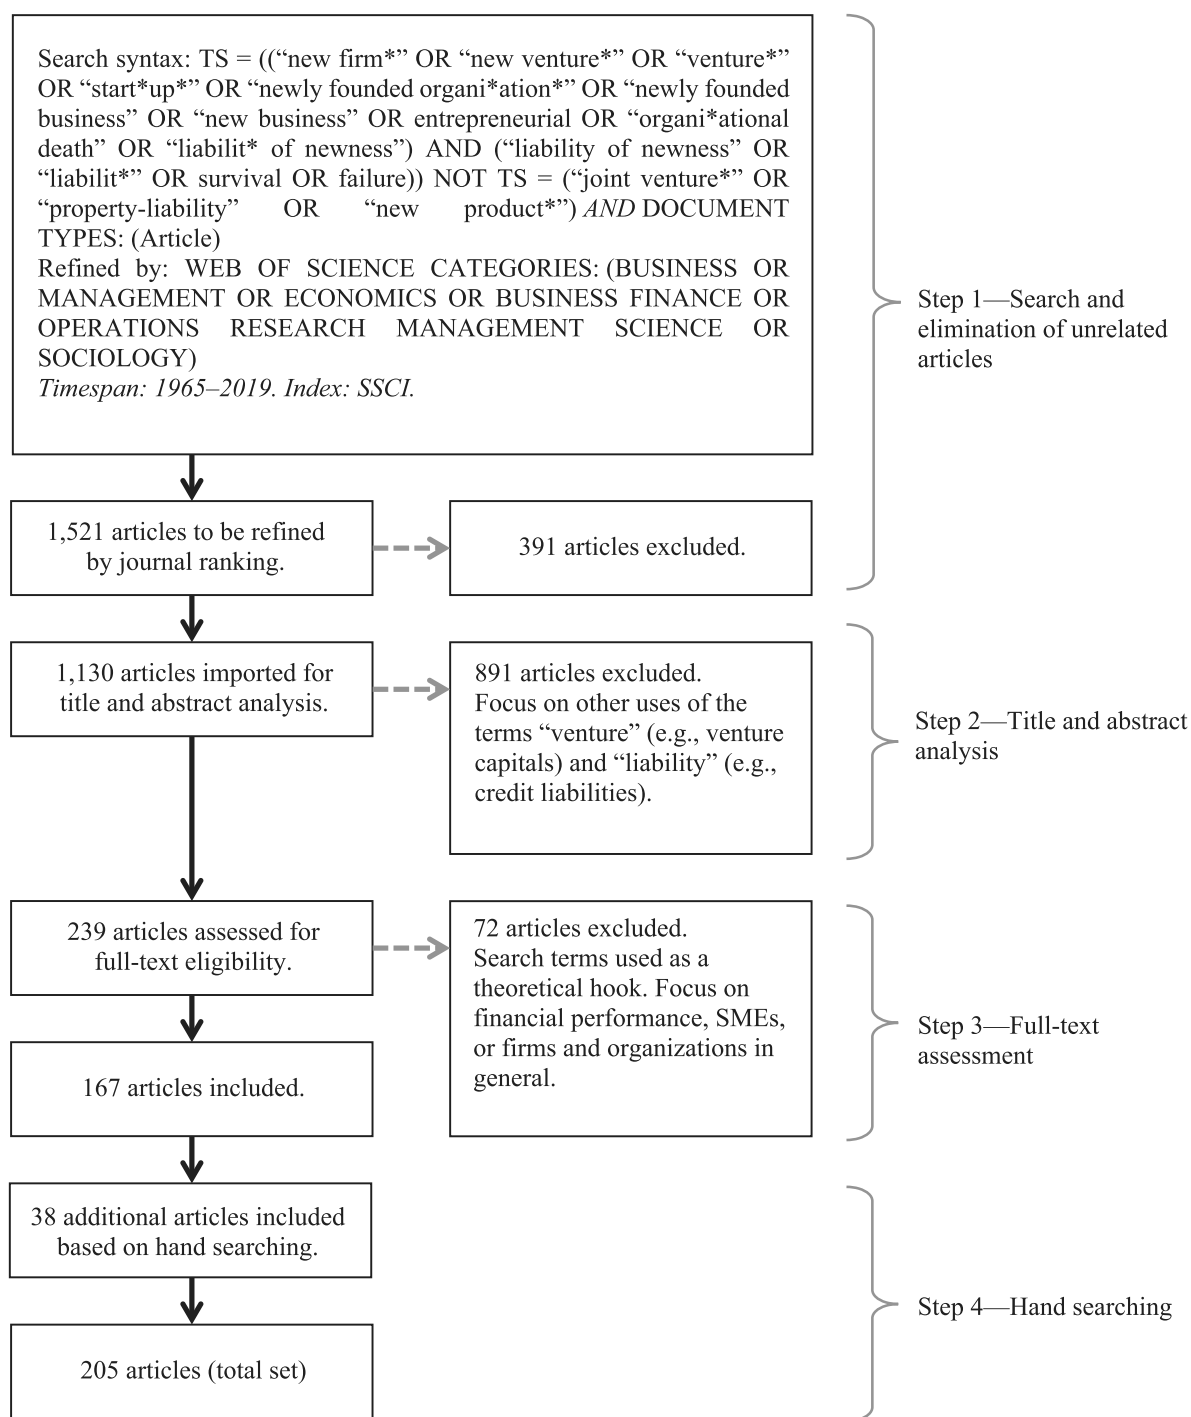 Search syntax: TS = ((“new firm*” OR “new venture*” OR “venture*”
OR “start*up*” OR “newly founded organi*ation*” OR “newly founded
business” OR “new business” OR entrepreneurial OR “organi*ational
death” OR “liabilit* of newness”) AND (“liability of newness” OR
“liabilit*” OR survival OR failure)) NOT TS = (“joint venture*” OR
“property-liability” OR “new product*”) AND DOCUMENT
TYPES: (Article)
Refined by: WEB OF SCIENCE CATEGORIES: (BUSINESS OR
MANAGEMENT OR ECONOMICS OR BUSINESS FINANCE OR
OPERATIONS RESEARCH MANAGEMENT SCIENCE OR
SOCIOLOGY)
Timespan: 1965–2019. Index: SSCI.
Step 1—Search and
elimination of unrelated
articles
1,521 articles to be refined
by journal ranking.
391 articles excluded.
1,130 articles imported for
title and abstract analysis.
891 articles excluded.
Focus on other uses of the
terms “venture” (e.g., venture
capitals) and “liability” (e.g.,
credit liabilities).
Step 2—Title and abstract
analysis
239 articles assessed for
full-text eligibility.
72 articles excluded.
Search terms used as a
theoretical hook. Focus on
financial performance, SMEs,
or firms and organizations in
general.
Step 3—Full-text
assessment
167 articles included.
38 additional articles included
based on hand searching.
Step 4—Hand searching
205 articles (total set)